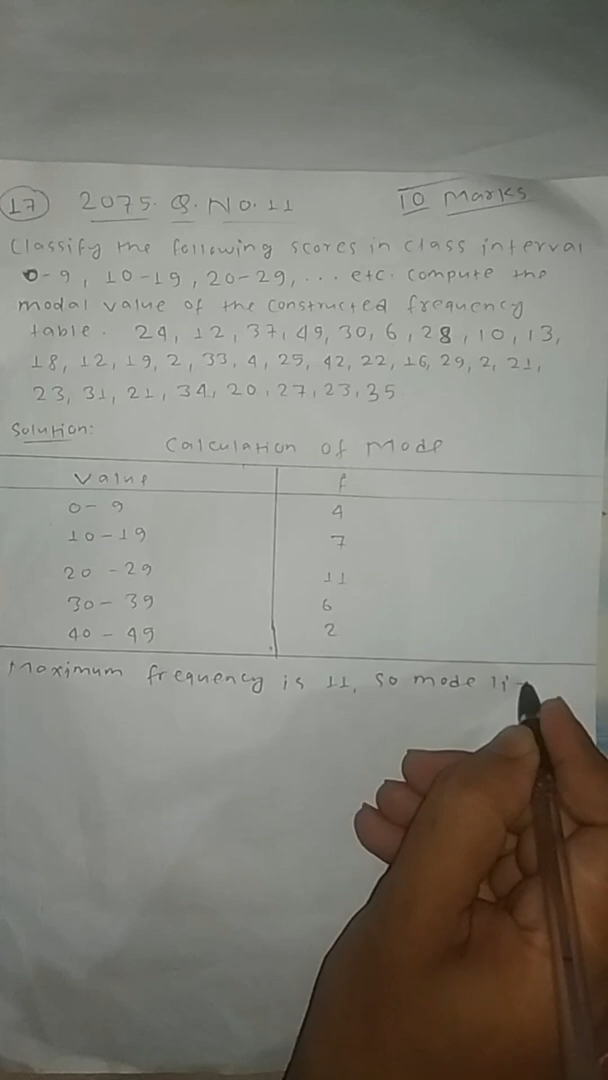 17 2075. Q. No. 11 10 Marks
Classify the following scores in class interval
0-9, 10-19, 20-29, ... etc. compute the
modal value of the constructed frequency
table. 24, 12, 37, 49, 30, 6, 28, 10, 13,
18, 12, 19, 2, 33, 4, 25, 42, 22, 16, 29, 2, 21,
23, 31, 21, 34, 20, 27, 23, 35
Solution:
Calculation of Mode
Value f
0- 9 4
10-19 7
20 -29 11
30- 39 6
40 - 49 2
Maximum frequency is 11, so mode li